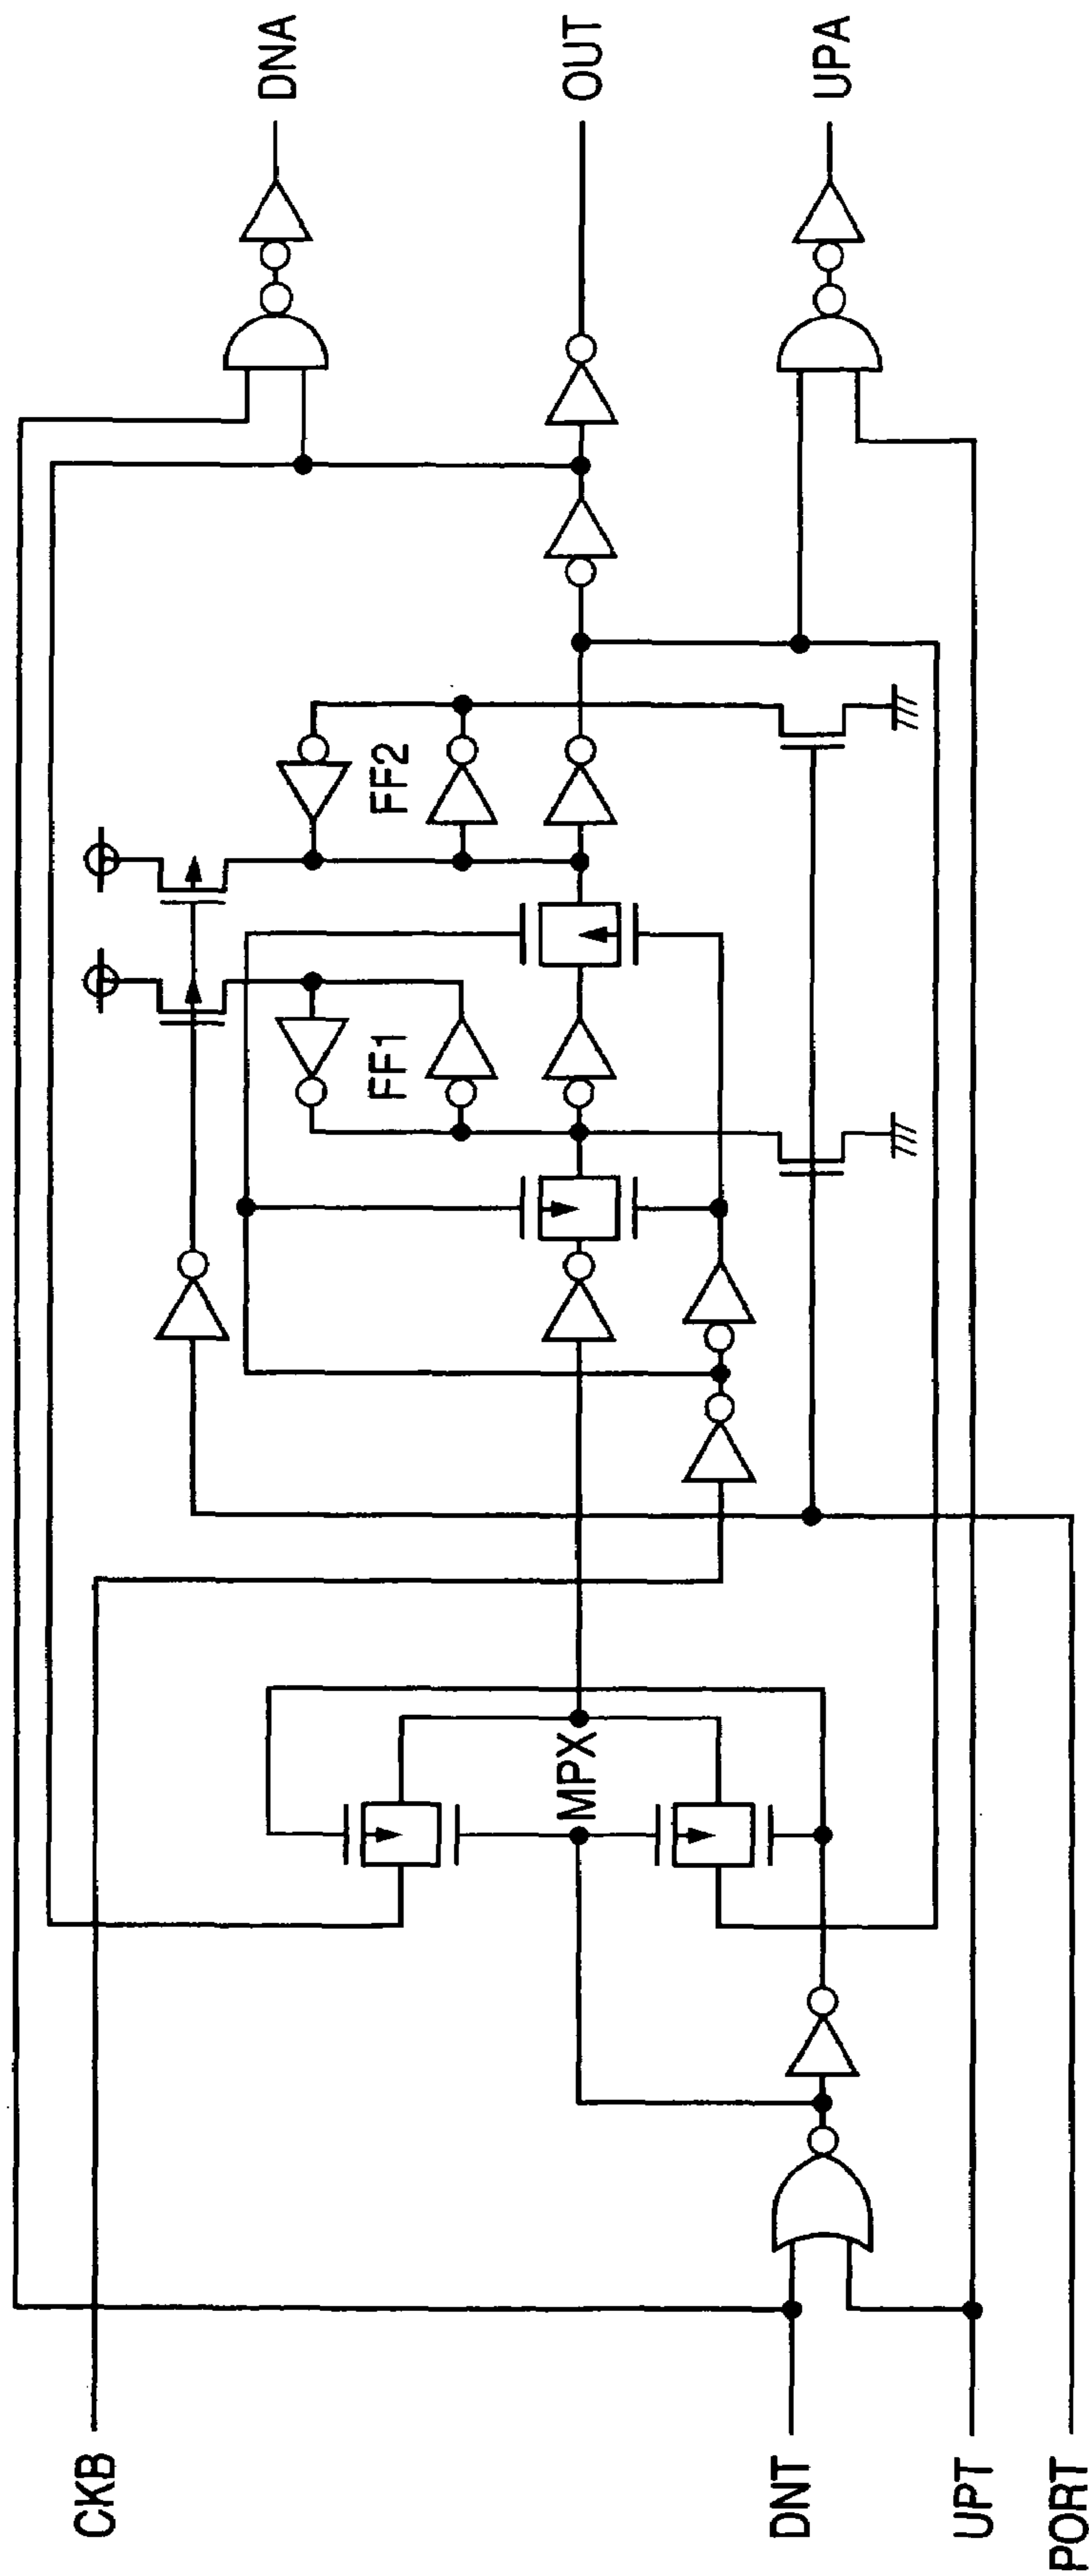 CKB
DNT
UPT
PORT
MPX
FF1
FF2
DNA
OUT
UPA